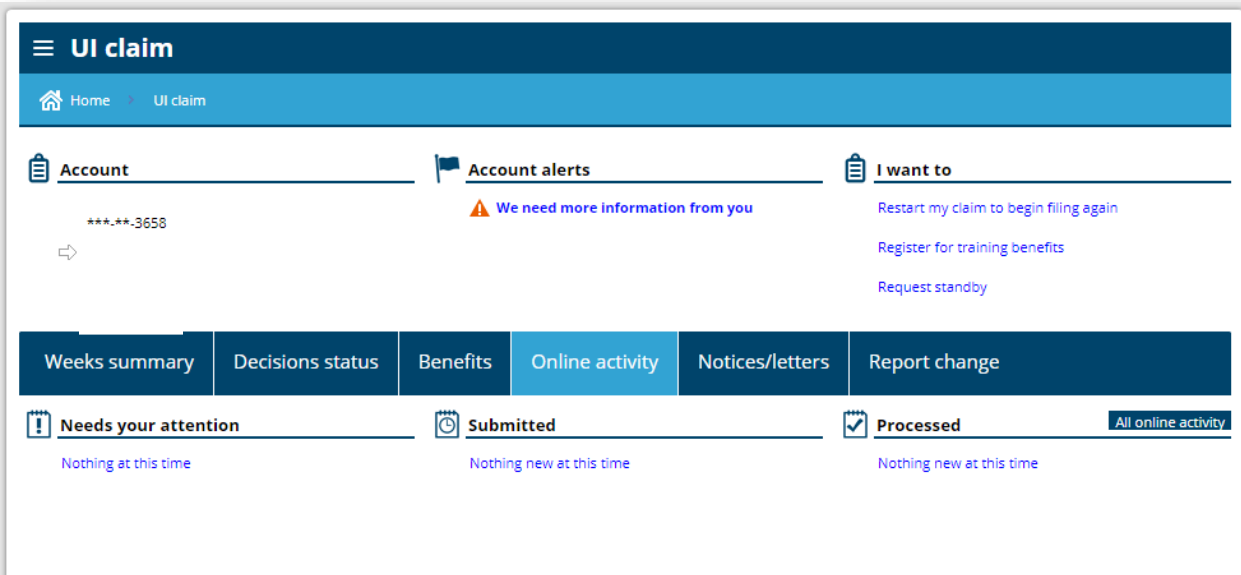 UI claim
Home UI claim
Account
***-**-3658
Account alerts
We need more information from you
I want to
Restart my claim to begin filing again
Register for training benefits
Request standby
Weeks summary Decisions status Benefits Online activity Notices/letters Report change
Needs your attention
Nothing at this time
Submitted
Nothing new at this time
Processed
All online activity
Nothing new at this time